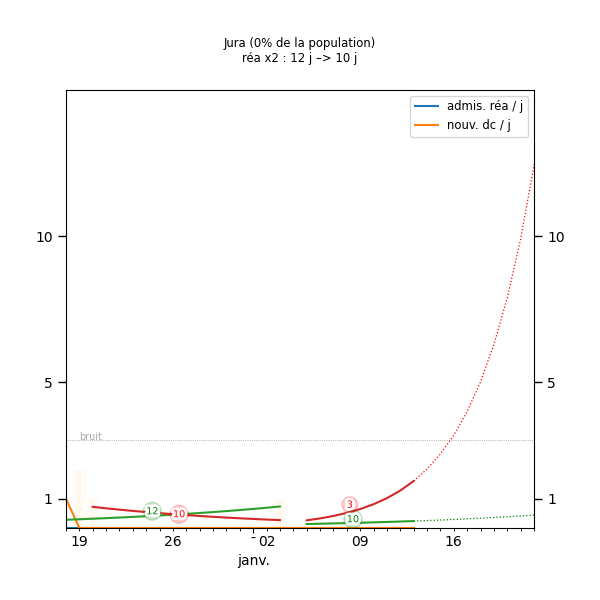 Jura (0% de la population)
réa x2 : 12 j –> 10 j
admis. réa / j
nouv. dc / j
10 10
5 5
bruit
12 -10 3 10
1 1
19 26 - 02 09 16
janv.